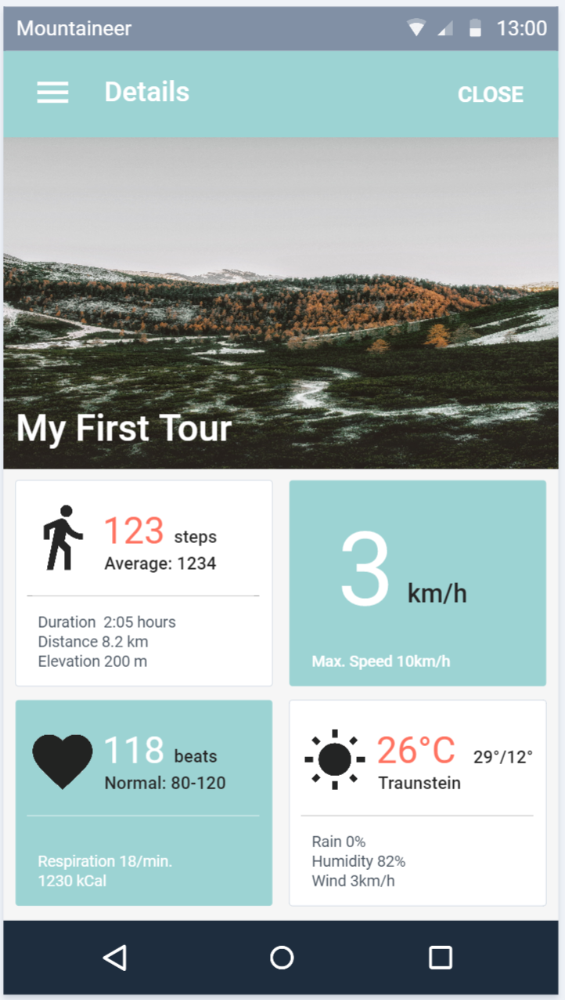 Mountaineer 13:00
Details CLOSE
My First Tour
123 steps
Average: 1234
Duration 2:05 hours
Distance 8.2 km
Elevation 200 m
3 km/h
Max. Speed 10km/h
118 beats
Normal: 80-120
Respiration 18/min.
1230 kCal
26°C 29°/12°
Traunstein
Rain 0%
Humidity 82%
Wind 3km/h